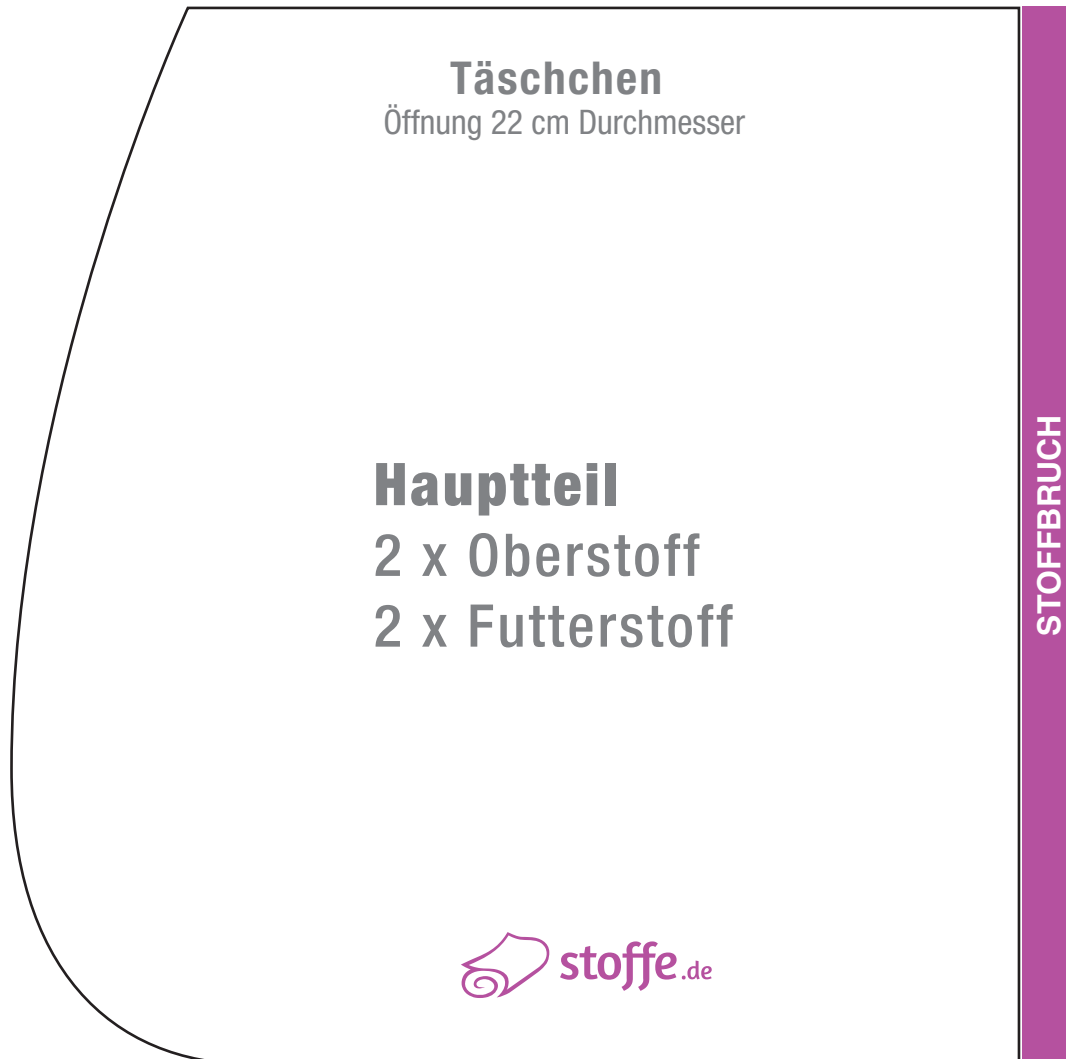 Täschchen
Öffnung 22 cm Durchmesser
Hauptteil
2 x Oberstoff
2 x Futterstoff
STOFFBRUCH
stoffe.de